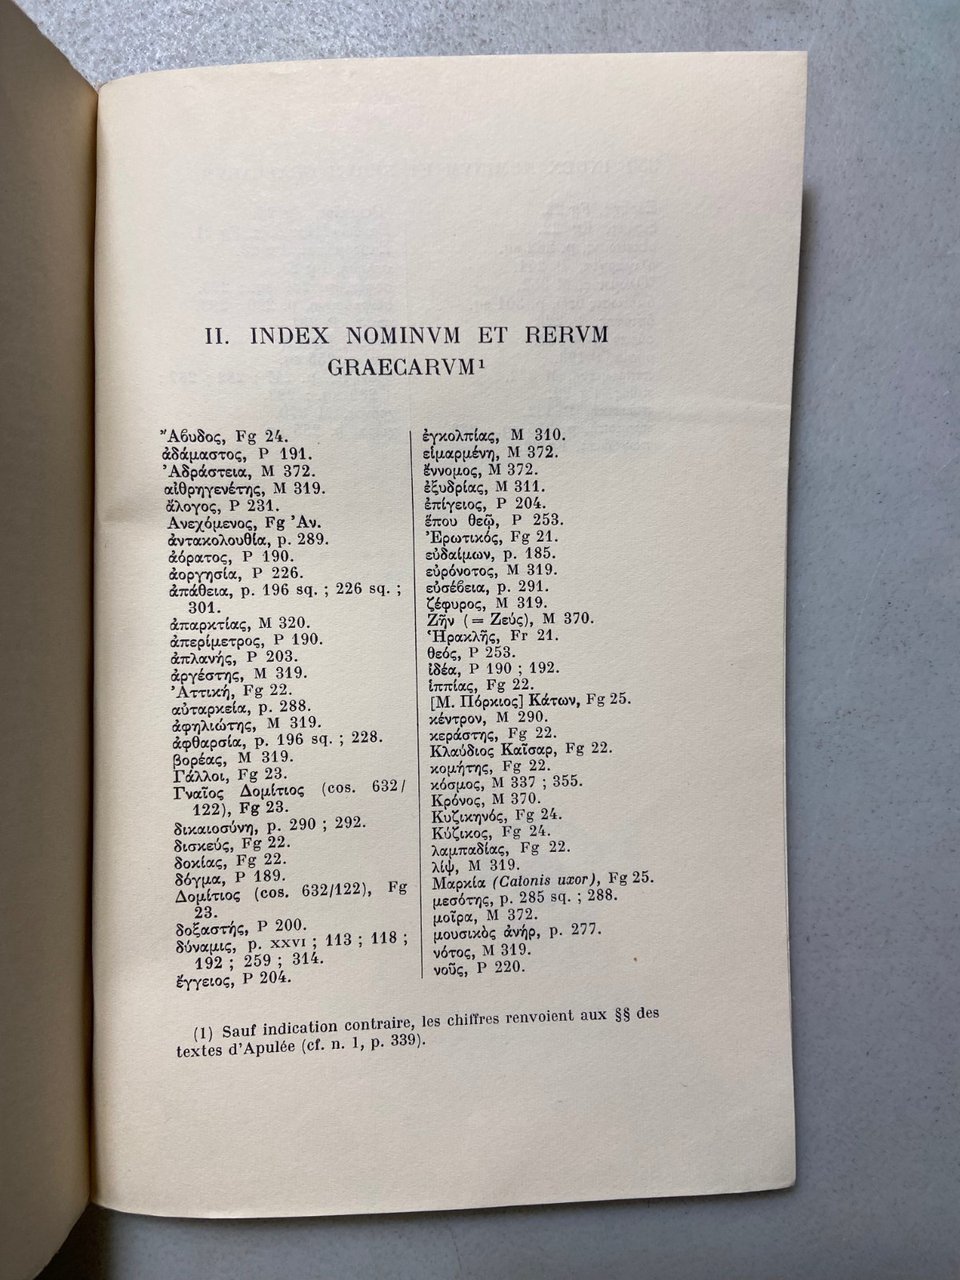 II. INDEX NOMINVM ET RERVM
GRAECARVM¹
Ἄϐυδος, Fg 24.
ἀδάμαστος, P 191.
Ἀδράστεια, M 372.
αἰθρηγενέτης, M 319.
ἄλογος, P 231.
Ανεχόμενος, Fg Ἀν.
ἀντακολουθία, p. 289.
ἀόρατος, P 190.
ἀοργησία, P 226.
ἀπάθεια, p. 196 sq. ; 226 sq. ;
301.
ἀπαρκτίας, M 320.
ἀπερίμετρος, P 190.
ἀπλανής, P 203.
ἀργέστης, M 319.
Ἀττική, Fg 22.
αὐταρκεία, p. 288.
ἀφηλιώτης, M 319.
ἀφθαρσία, p. 196 sq. ; 228.
βορέας, M 319.
Γάλλοι, Fg 23.
Γναῖος Δομίτιος (cos. 632/
122), Fg 23.
δικαιοσύνη, p. 290 ; 292.
δισκεύς, Fg 22.
δοκίας, Fg 22.
δόγμα, P 189.
Δομίτιος (cos. 632/122), Fg
23.
δοξαστής, P 200.
δύναμις, p. XXVI ; 113 ; 118 ;
192 ; 259 ; 314.
ἔγγειος, P 204.
ἐγκολπίας, M 310.
εἱμαρμένη, M 372.
ἔννομος, M 372.
ἐξυδρίας, M 311.
ἐπίγειος, P 204.
ἕπου θεῷ, P 253.
Ἐρωτικός, Fg 21.
εὐδαίμων, p. 185.
εὐρόνοτος, M 319.
εὐσέϐεια, p. 291.
ζέφυρος, M 319.
Ζῆν (= Ζεύς), M 370.
Ἡρακλῆς, Fr 21.
θεός, P 253.
ἰδέα, P 190 ; 192.
ἱππίας, Fg 22.
[Μ. Πόρκιος] Κάτων, Fg 25.
κέντρον, M 290.
κεράστης, Fg 22.
Κλαύδιος Καῖσαρ, Fg 22.
κομήτης, Fg 22.
κόσμος, M 337 ; 355.
Κρόνος, M 370.
Κυζικηνός, Fg 24.
Κύζικος, Fg 24.
λαμπαδίας, Fg 22.
λίψ, M 319.
Μαρκία (Catonis uxor), Fg 25.
μεσότης, p. 285 sq. ; 288.
μοῖρα, M 372.
μουσικὸς ἀνήρ, p. 277.
νότος, M 319.
νοῦς, P 220.
(1) Sauf indication contraire, les chiffres renvoient aux §§ des
textes d'Apulée (cf. n. 1, p. 339).